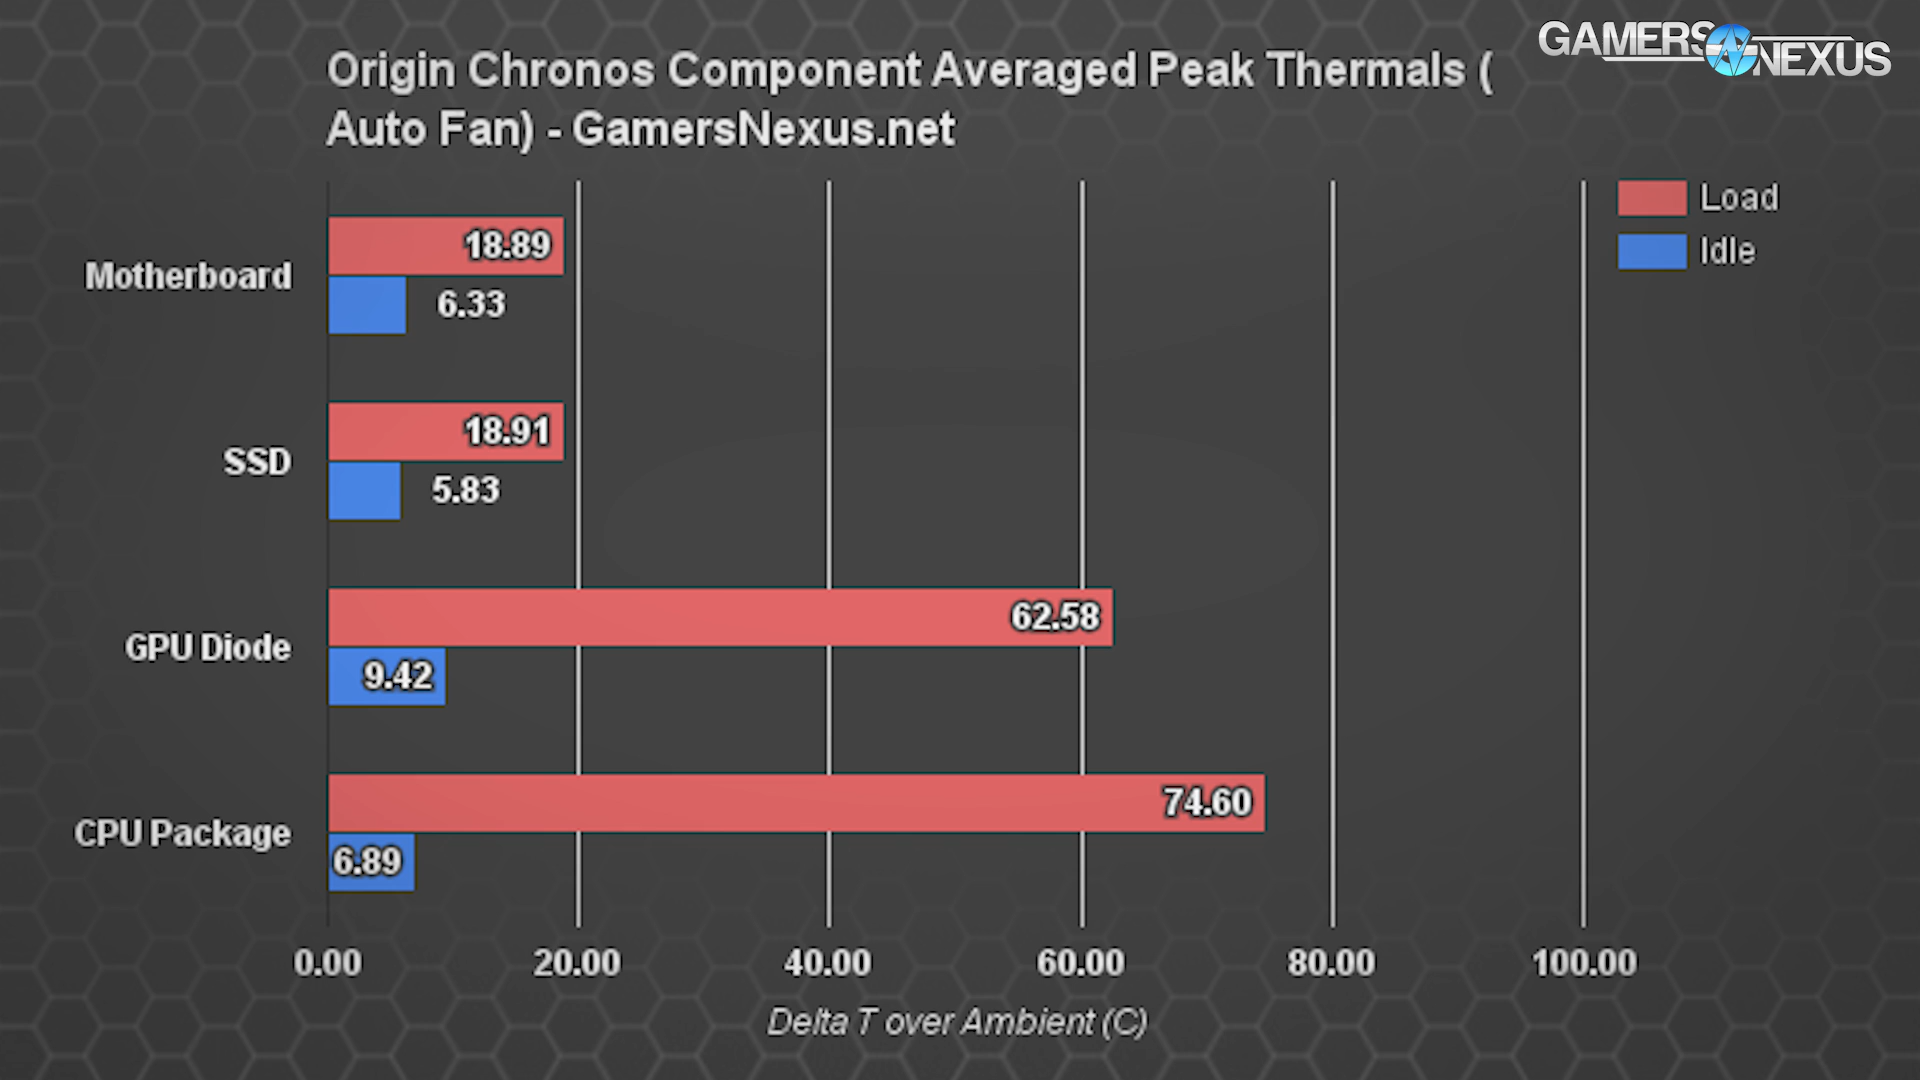 GAMERS NEXUS
Origin Chronos Component Averaged Peak Thermals (
Auto Fan) - GamersNexus.net
Load
Idle
Motherboard
18.89
6.33
SSD
18.91
5.83
GPU Diode
62.58
9.42
CPU Package
74.60
6.89
0.00 20.00 40.00 60.00 80.00 100.00
Delta T over Ambient (C)